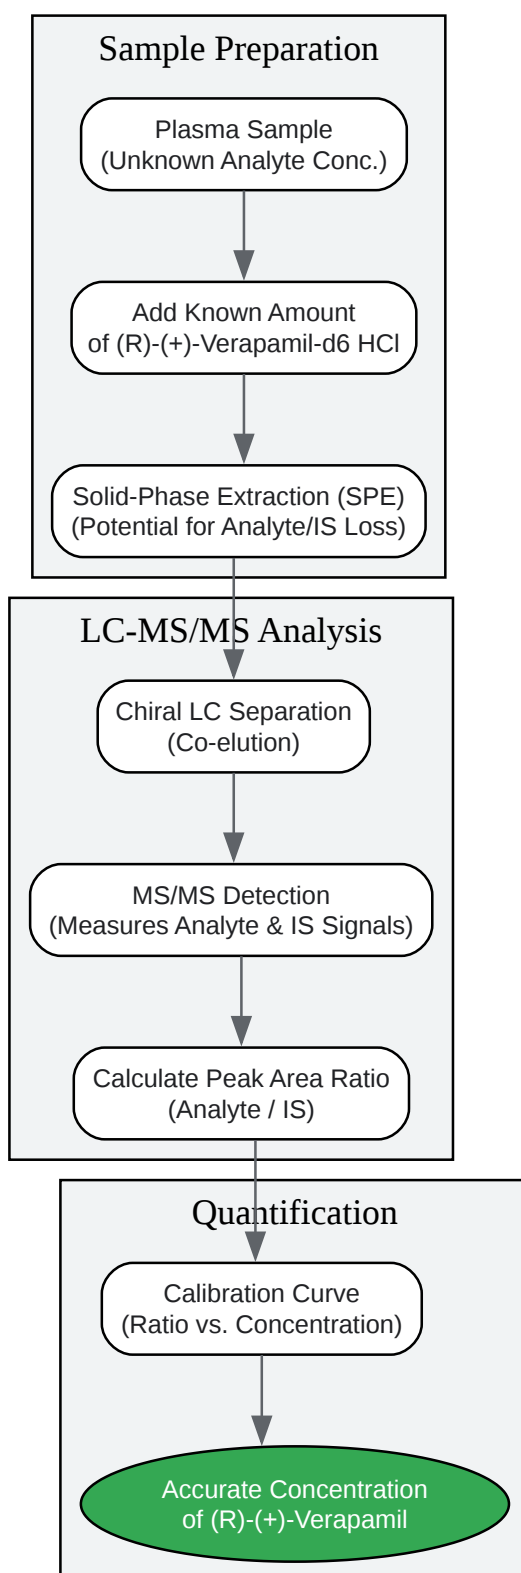 Sample Preparation
Plasma Sample
(Unknown Analyte Conc.)
Add Known Amount
of (R)-(+)-Verapamil-d6 HCl
Solid-Phase Extraction (SPE)
(Potential for Analyte/IS Loss)
LC-MS/MS Analysis
Chiral LC Separation
(Co-elution)
MS/MS Detection
(Measures Analyte & IS Signals)
Calculate Peak Area Ratio
(Analyte / IS)
Quantification
Calibration Curve
(Ratio vs. Concentration)
Accurate Concentration
of (R)-(+)-Verapamil